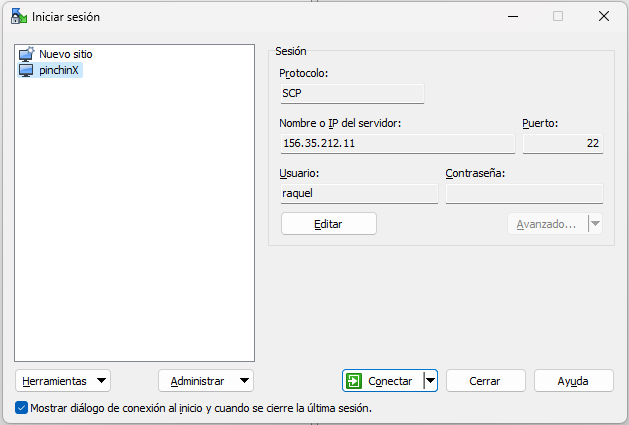 Iniciar sesión
Nuevo sitio
pinchinX
Sesión
Protocolo:
SCP
Nombre o IP del servidor: Puerto:
156.35.212.11 22
Usuario: Contraseña:
raquel
Editar Avanzado...
Herramientas Administrar Conectar Cerrar Ayuda
Mostrar diálogo de conexión al inicio y cuando se cierre la última sesión.